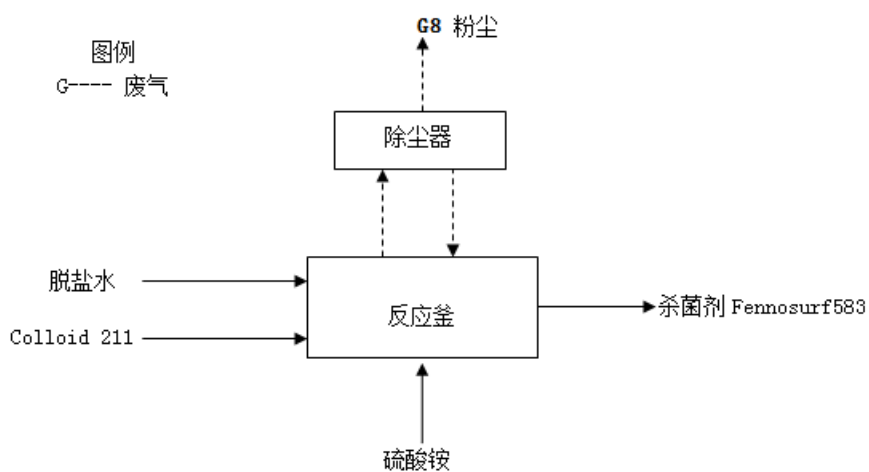 G8 粉尘
图例
G---- 废气
除尘器
脱盐水
反应釜
杀菌剂 Fennosurf583
Colloid 211
硫酸铵